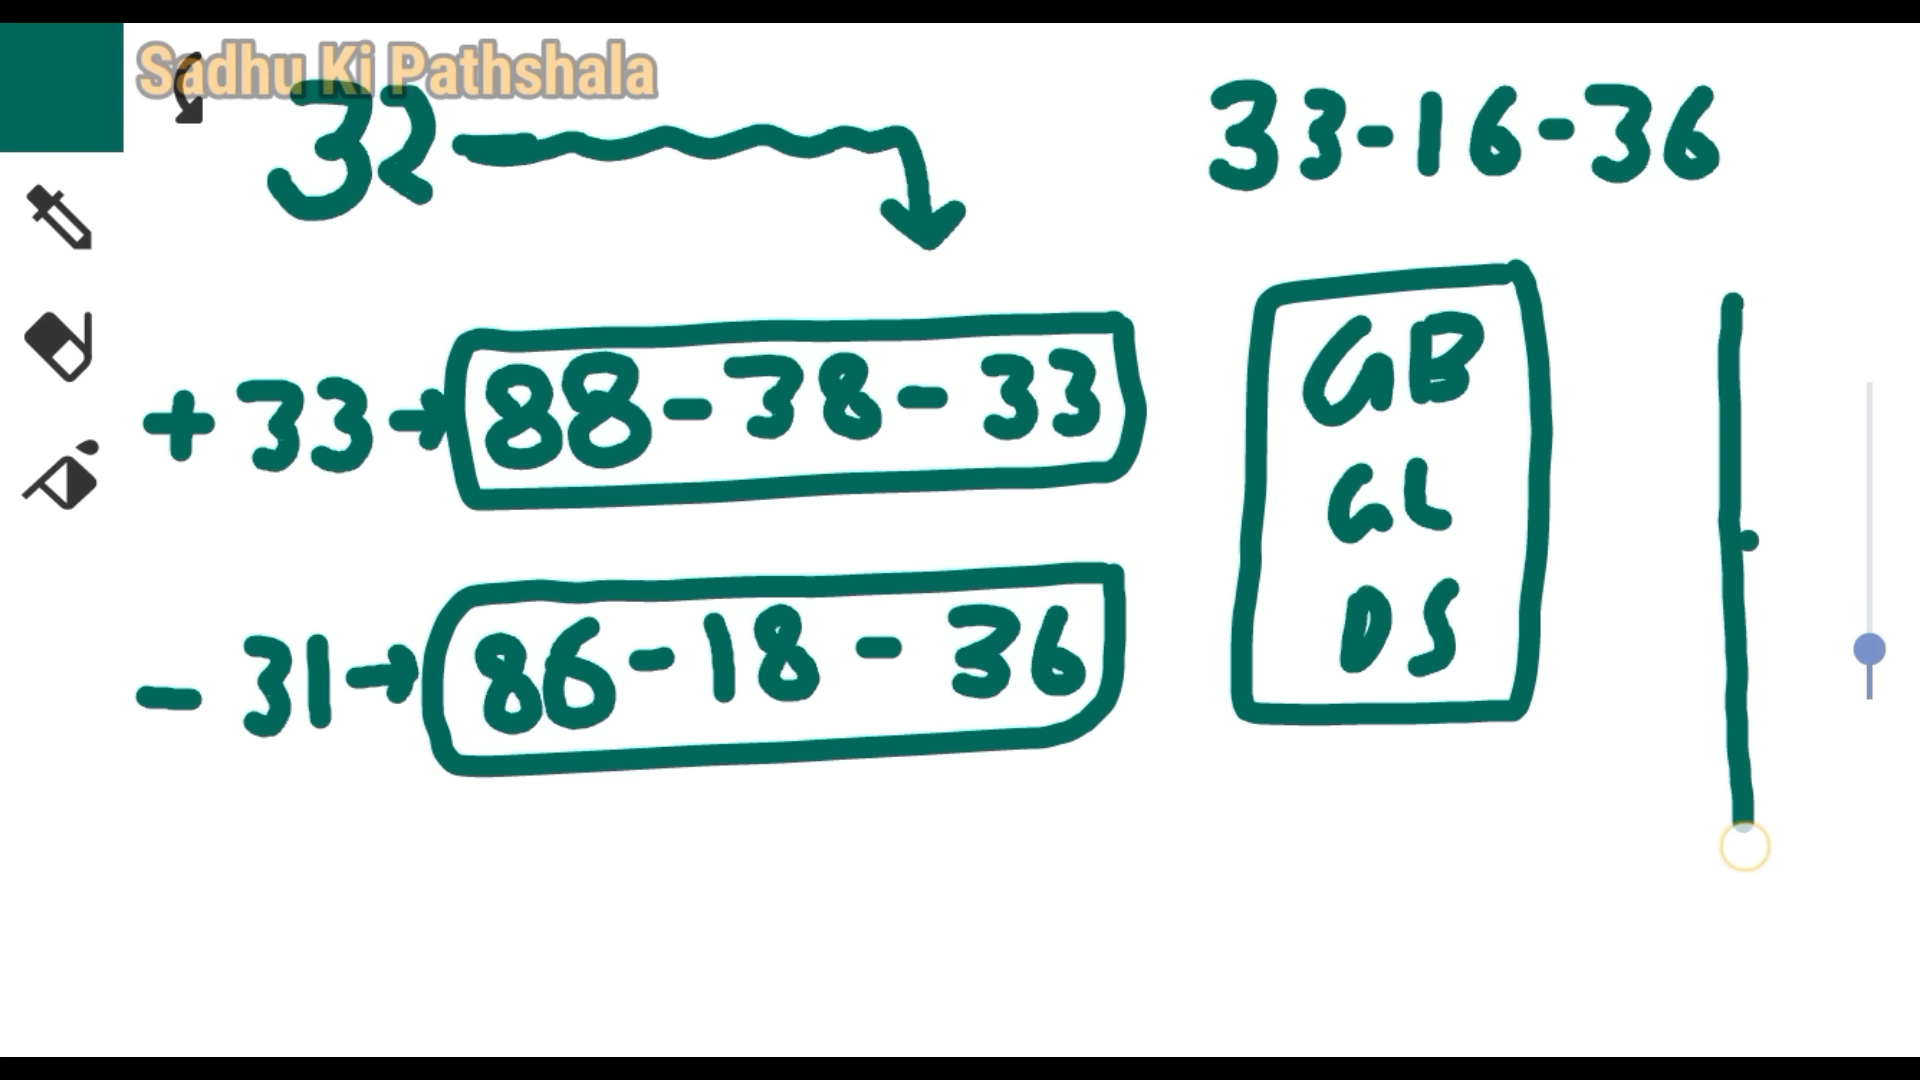 Sadhu Ki Pathshala
32
33-16-36
+33→88-38-33
-31→86-18-36
GB
GL
DS